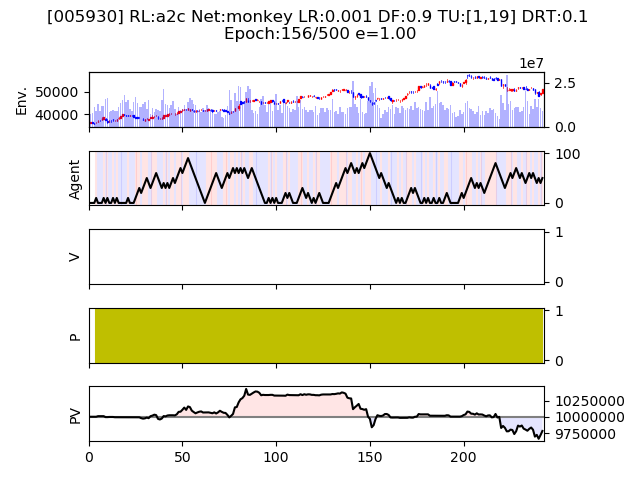 [005930] RL:a2c Net:monkey LR:0.001 DF:0.9 TU:[1,19] DRT:0.1
Epoch:156/500 e=1.00
1e7
Env.
50000
40000
2.5
0.0
Agent
100
0
V
1
0
P
1
0
PV
10250000
10000000
9750000
0 50 100 150 200